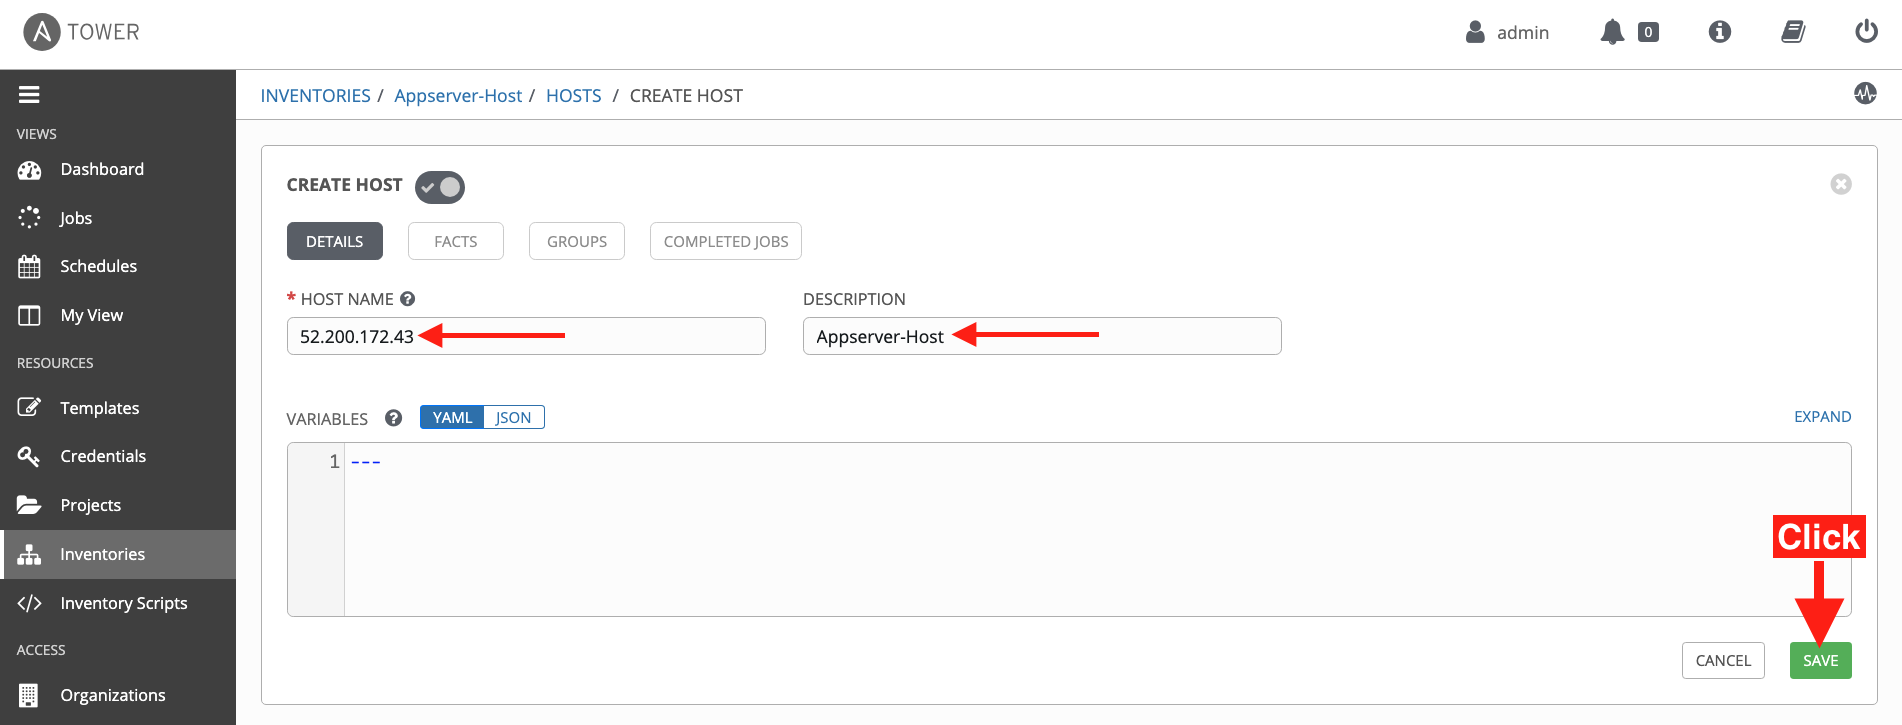 A TOWER
admin
0
INVENTORIES / Appserver-Host / HOSTS / CREATE HOST
VIEWS
Dashboard
Jobs
Schedules
My View
RESOURCES
Templates
Credentials
Projects
Inventories
Inventory Scripts
ACCESS
Organizations
CREATE HOST
DETAILS FACTS GROUPS COMPLETED JOBS
* HOST NAME ?
52.200.172.43
DESCRIPTION
Appserver-Host
VARIABLES ? YAML JSON
EXPAND
1 ---
Click
CANCEL SAVE